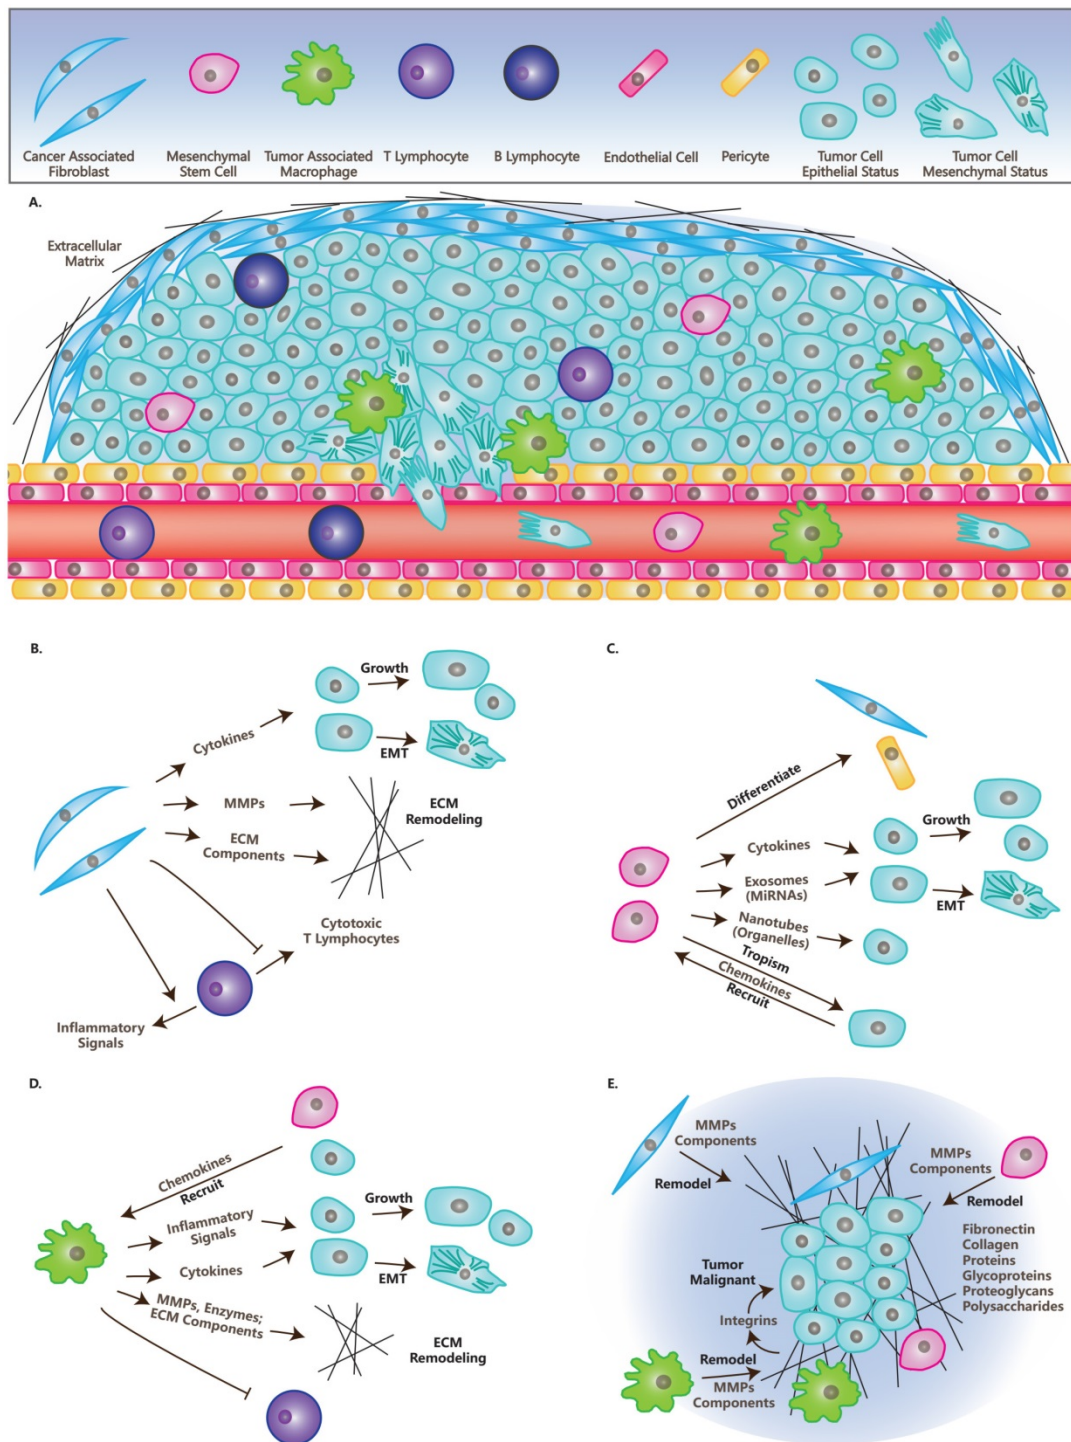 Cancer Associated
Fibroblast
Mesenchymal
Stem Cell
Tumor Associated
Macrophage
T Lymphocyte
B Lymphocyte
Endothelial Cell
Pericyte
Tumor Cell
Epithelial Status
Tumor Cell
Mesenchymal Status
A.
Extracellular
Matrix
B.
Growth
Cytokines
EMT
MMPs
ECM
Remodeling
ECM
Components
Cytotoxic
T Lymphocytes
Inflammatory
Signals
C.
Differentiate
Growth
Cytokines
Exosomes
(MiRNAs)
EMT
Nanotubes
(Organelles)
Tropism
Chemokines
Recruit
D.
Chemokines
Recruit
Growth
Inflammatory
Signals
Cytokines
EMT
MMPs, Enzymes;
ECM Components
ECM
Remodeling
E.
MMPs
Components
Remodel
MMPs
Components
Remodel
Fibronectin
Collagen
Proteins
Glycoproteins
Proteoglycans
Polysaccharides
Tumor
Malignant
Integrins
Remodel
MMPs
Components